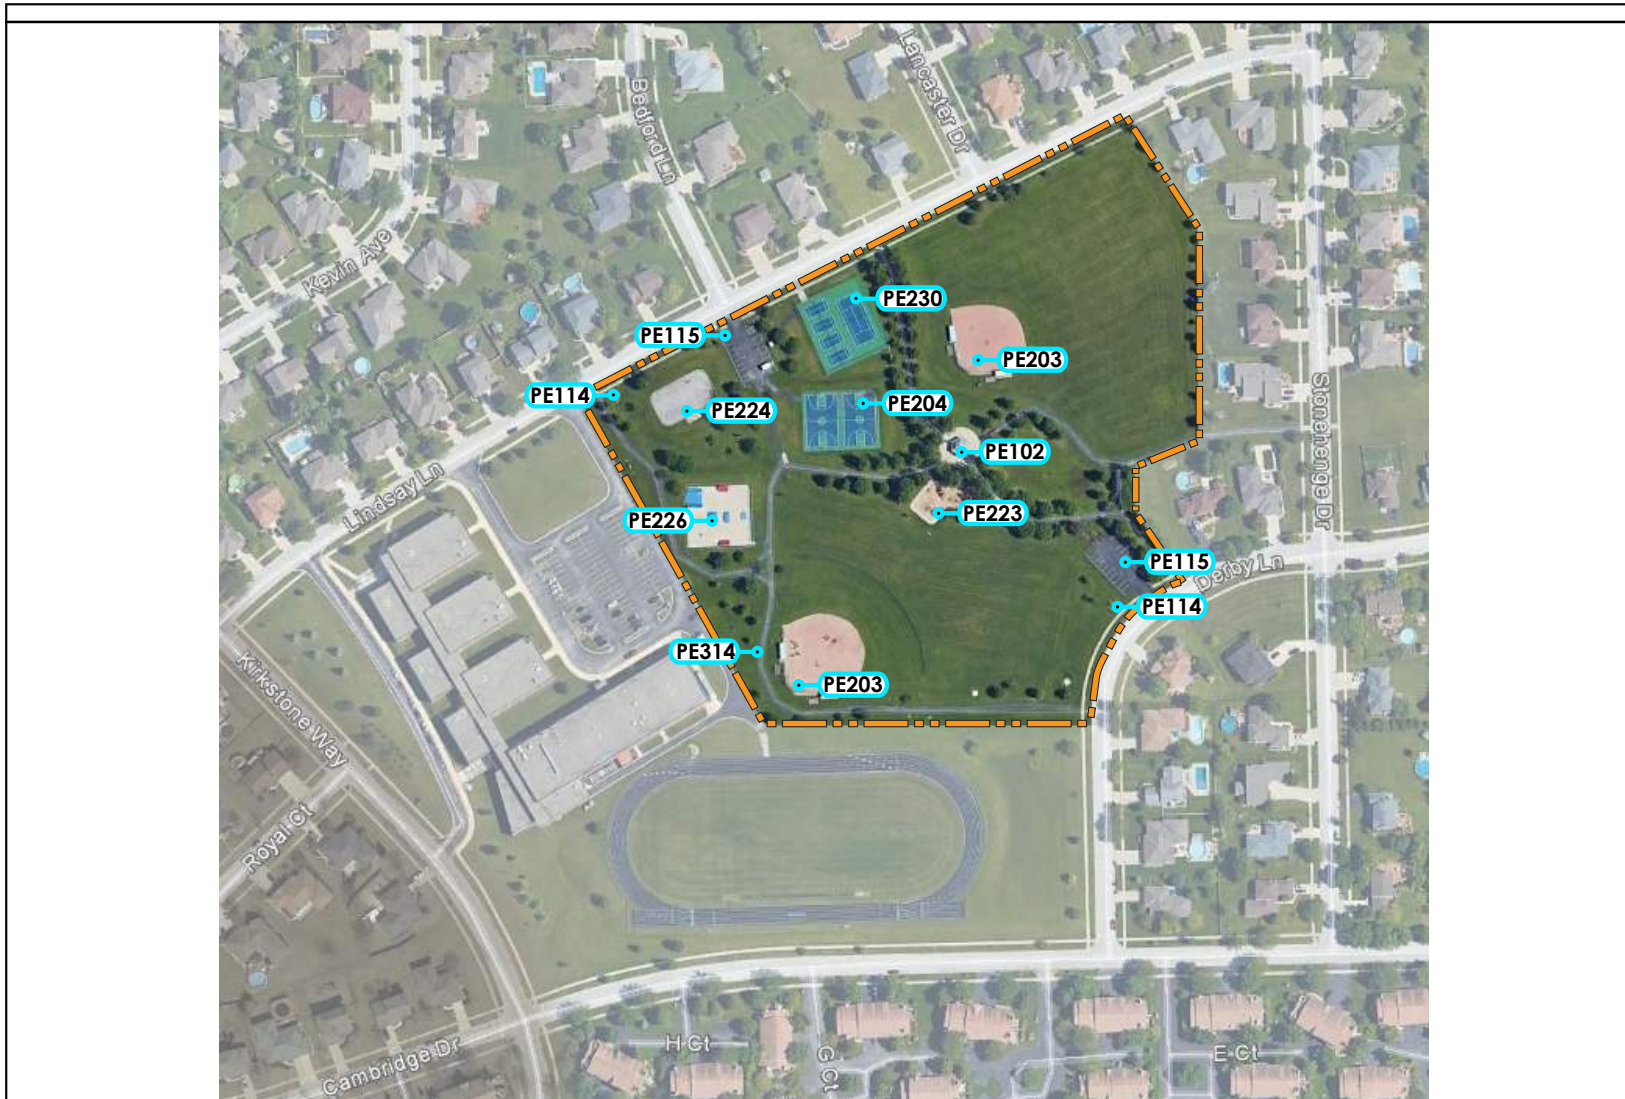 Lancaster Dr
Bedford Ln
Kevin Ave
PE230
PE115
PE203
PE114
PE224
PE204
Stonehenge Dr
PE102
Lindsay Ln
PE223
PE226
PE115
Derby Ln
PE114
PE314
PE203
Kirkstone Way
Royal Ct
H Ct
G Ct
E Ct
Cambridge Dr